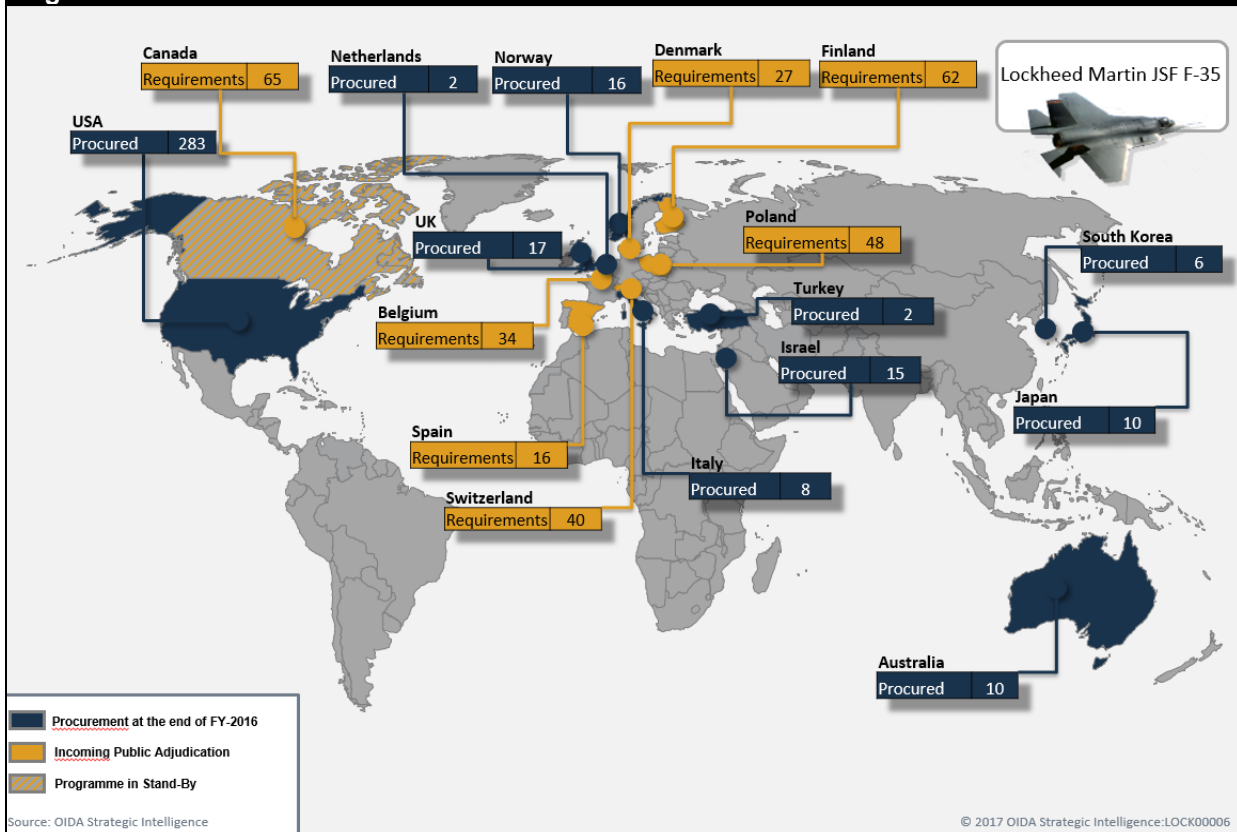 Canada
Requirements 65
Netherlands
Procured 2
Norway
Procured 16
Denmark
Requirements 27
Finland
Requirements 62
Lockheed Martin JSF F-35
USA
Procured 283
UK
Procured 17
Poland
Requirements 48
South Korea
Procured 6
Belgium
Requirements 34
Turkey
Procured 2
Israel
Procured 15
Japan
Procured 10
Spain
Requirements 16
Italy
Procured 8
Switzerland
Requirements 40
Australia
Procured 10
Procurement at the end of FY-2016
Incoming Public Adjudication
Programme in Stand-By
Source: OIDA Strategic Intelligence
© 2017 OIDA Strategic Intelligence:LOCK00006